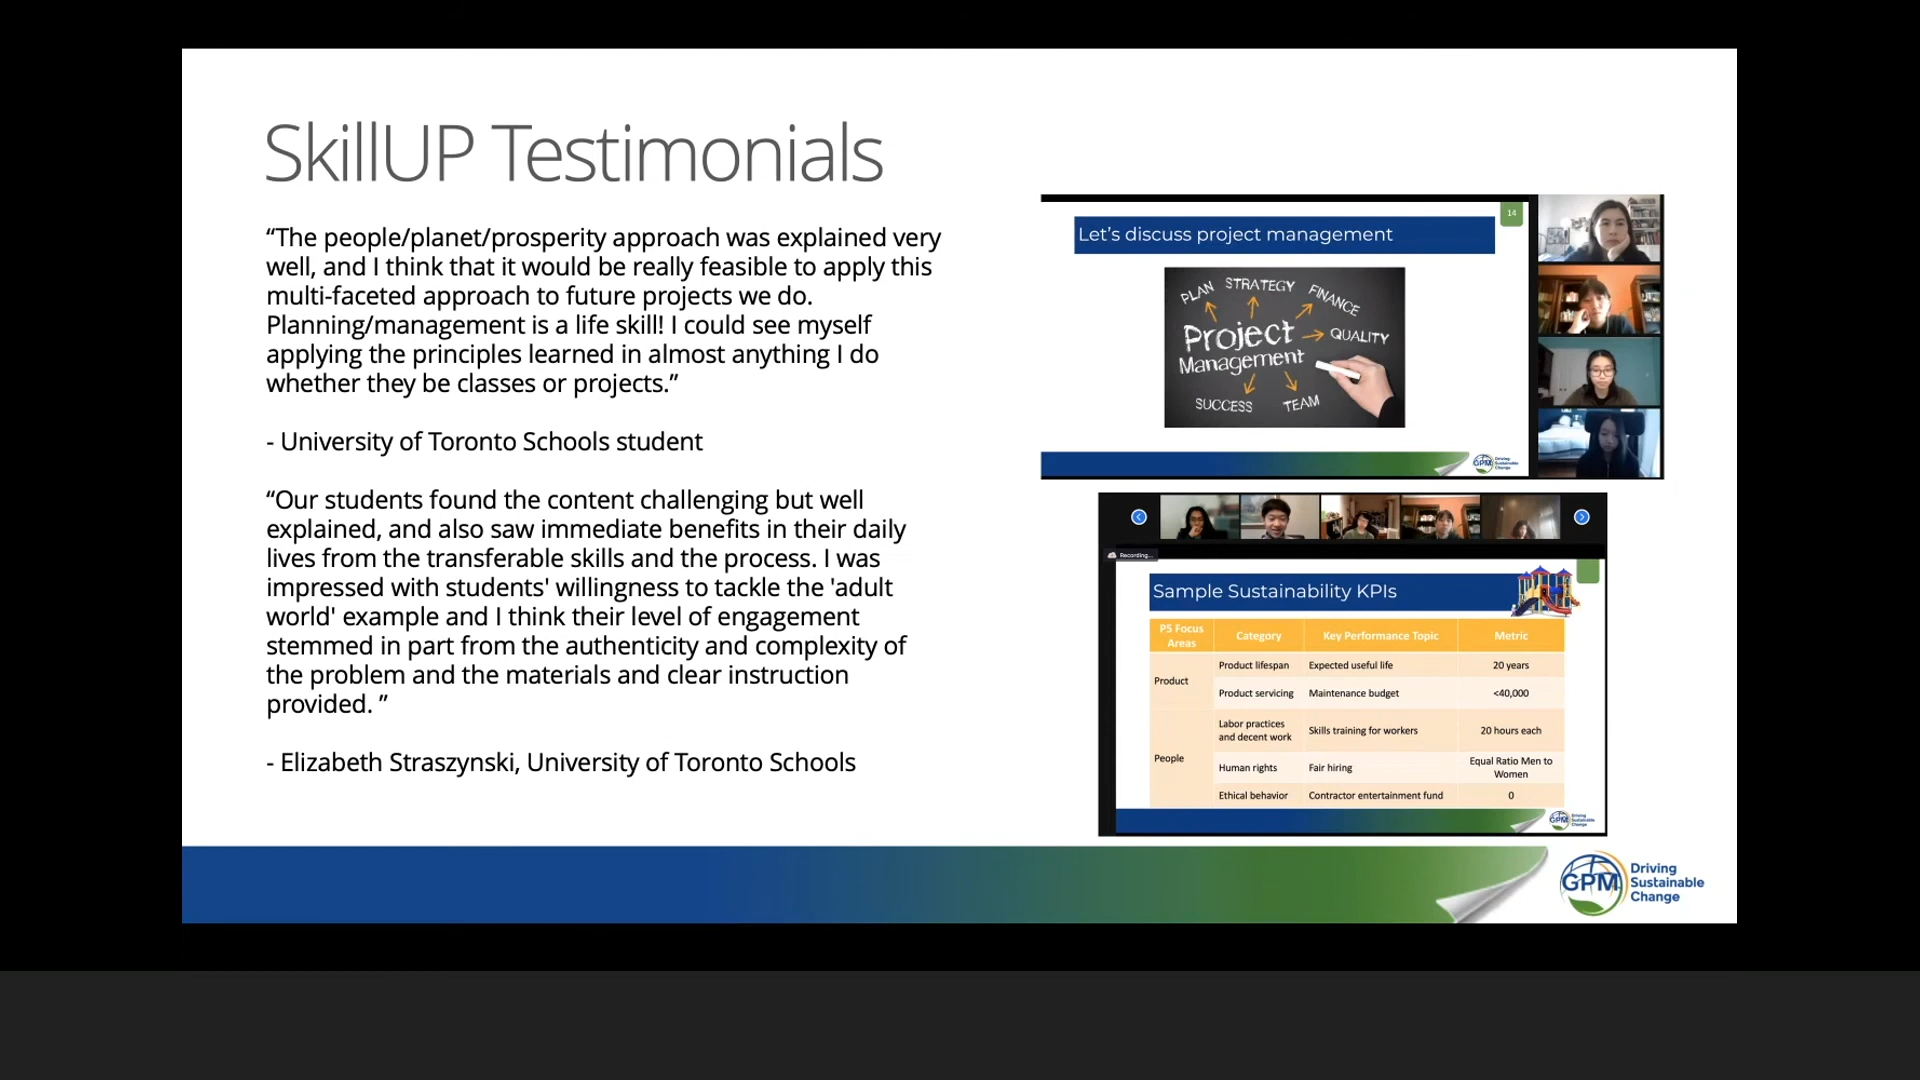 SkillUP Testimonials
“The people/planet/prosperity approach was explained very
well, and I think that it would be really feasible to apply this
multi-faceted approach to future projects we do.
Planning/management is a life skill! I could see myself
applying the principles learned in almost anything I do
whether they be classes or projects.”
- University of Toronto Schools student
“Our students found the content challenging but well
explained, and also saw immediate benefits in their daily
lives from the transferable skills and the process. I was
impressed with students' willingness to tackle the 'adult
world' example and I think their level of engagement
stemmed in part from the authenticity and complexity of
the problem and the materials and clear instruction
provided. ”
- Elizabeth Straszynski, University of Toronto Schools
14
Let’s discuss project management
PLAN STRATEGY FINANCE
Project
Management
QUALITY
SUCCESS TEAM
GPM Driving
Sustainable
Change
Recording...
Sample Sustainability KPIs
P5 Focus
Areas
Category
Key Performance Topic
Metric
Product
Product lifespan
Expected useful life
20 years
Product servicing
Maintenance budget
<40,000
People
Labor practices
and decent work
Skills training for workers
20 hours each
Human rights
Fair hiring
Equal Ratio Men to
Women
Ethical behavior
Contractor entertainment fund
0
GPM Driving
Sustainable
Change
GPM
Driving
Sustainable
Change